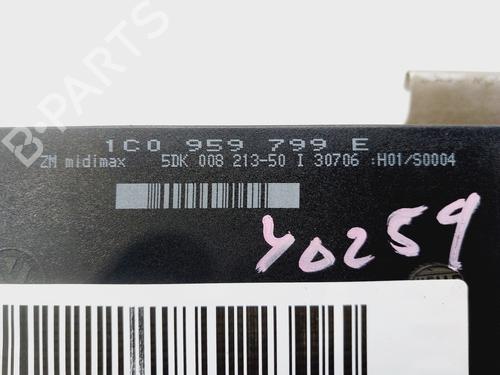 1C0 959 799 E
ZM midimax 5DK 008 213-50 I 30706 :H01/S0004
40259
B-PARTS